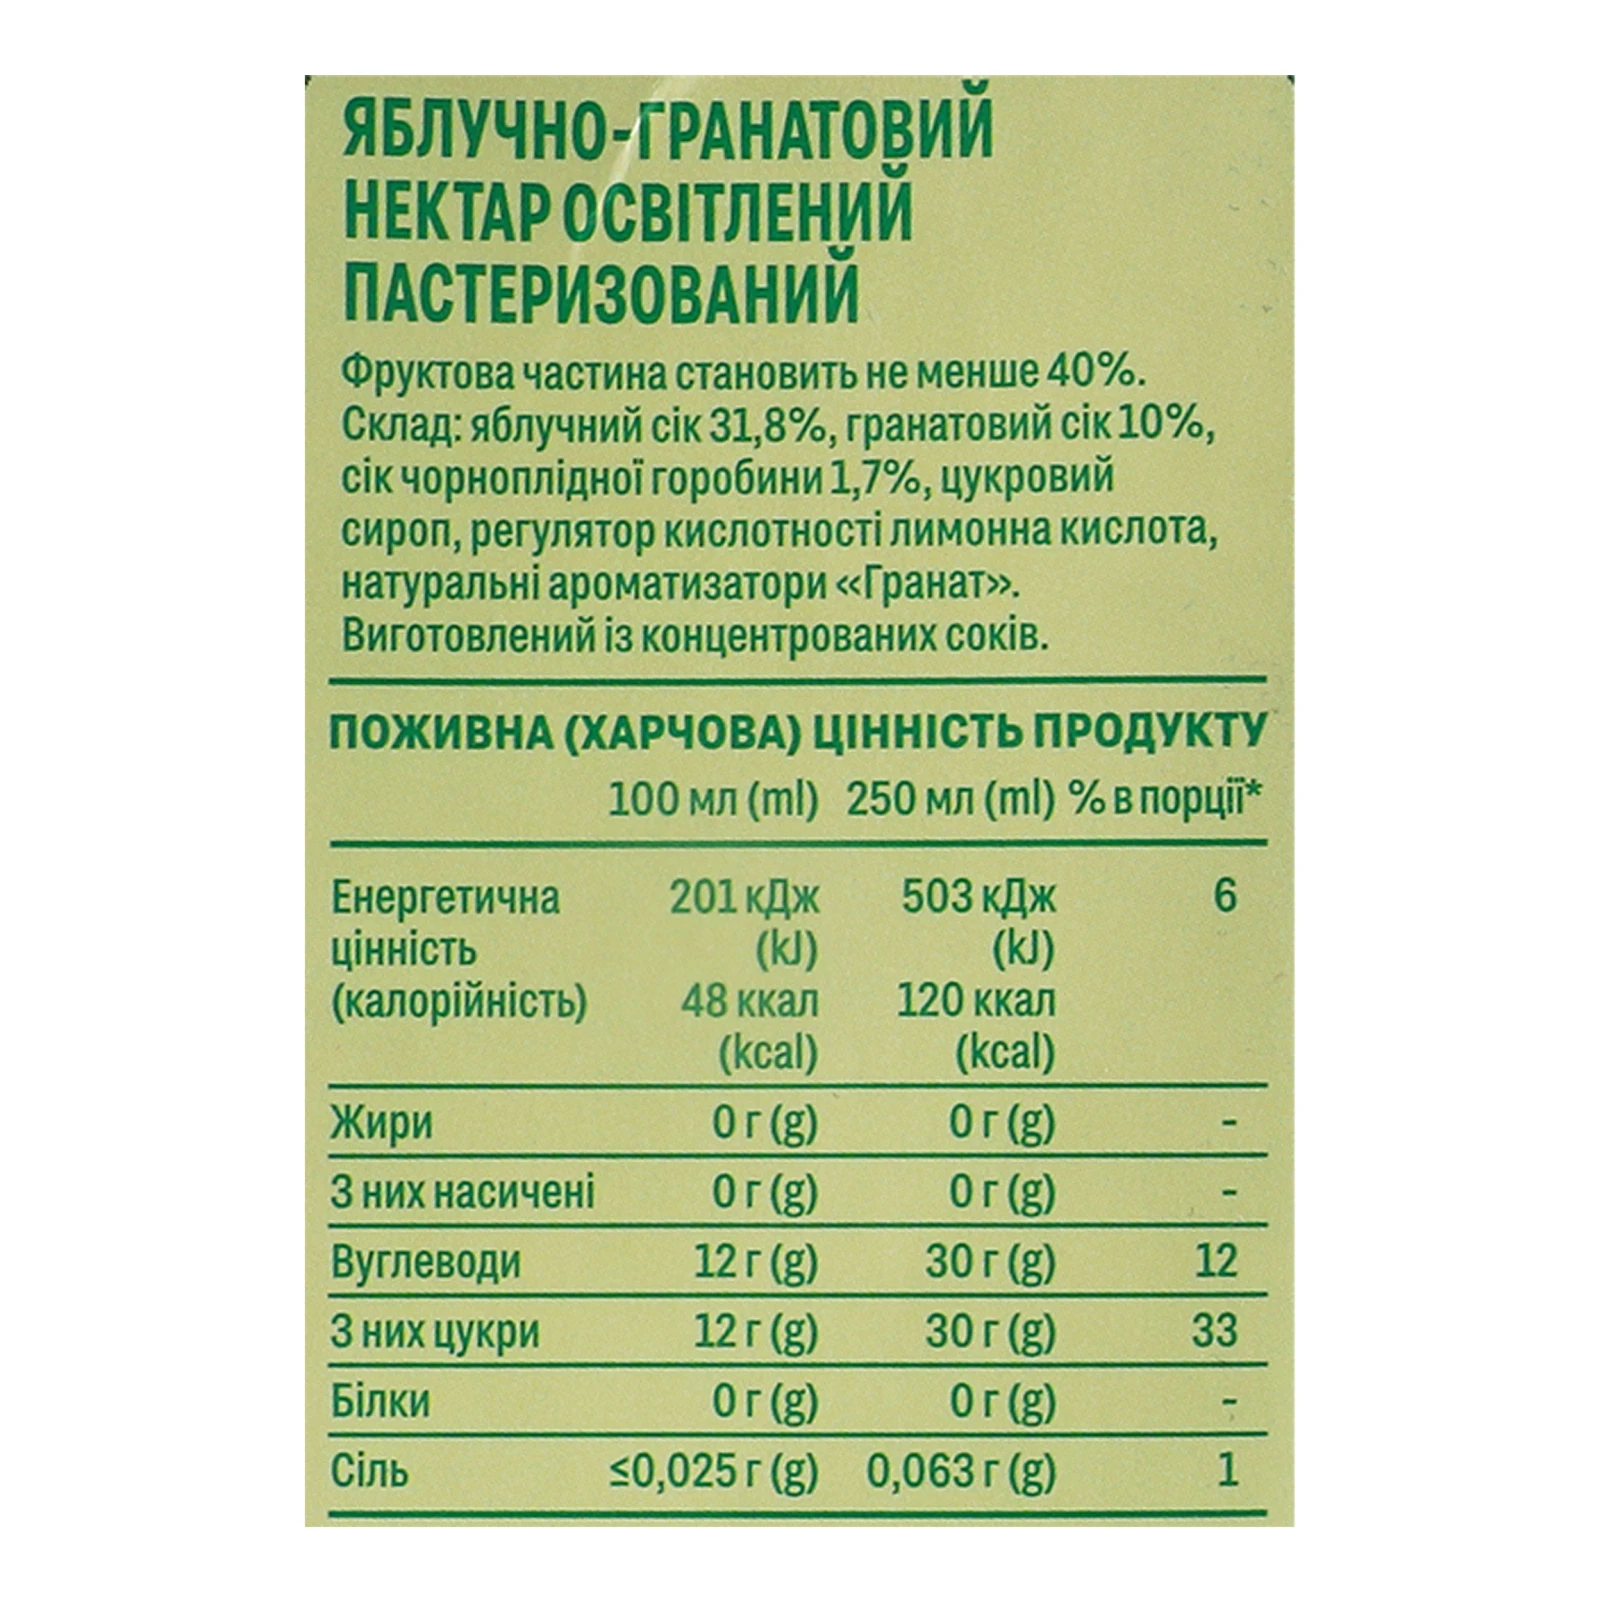 ЯБЛУЧНО-ГРАНАТОВИЙ
НЕКТАР ОСВІТЛЕНИЙ
ПАСТЕРИЗОВАНИЙ
Фруктова частина становить не менше 40%.
Склад: яблучний сік 31,8%, гранатовий сік 10%,
сік чорноплідної горобини 1,7%, цукровий
сироп, регулятор кислотності лимонна кислота,
натуральні ароматизатори «Гранат».
Виготовлений із концентрованих соків.
ПОЖИВНА (ХАРЧОВА) ЦІННІСТЬ ПРОДУКТУ
100 мл (ml) 250 мл (ml) % в порції*
Енергетична 201 кДж 503 кДж 6
цінність (kJ) (kJ)
(калорійність) 48 ккал 120 ккал
(kcal) (kcal)
Жири 0 г (g) 0 г (g) -
З них насичені 0 г (g) 0 г (g) -
Вуглеводи 12 г (g) 30 г (g) 12
З них цукри 12 г (g) 30 г (g) 33
Білки 0 г (g) 0 г (g) -
Сіль ≤0,025 г (g) 0,063 г (g) 1